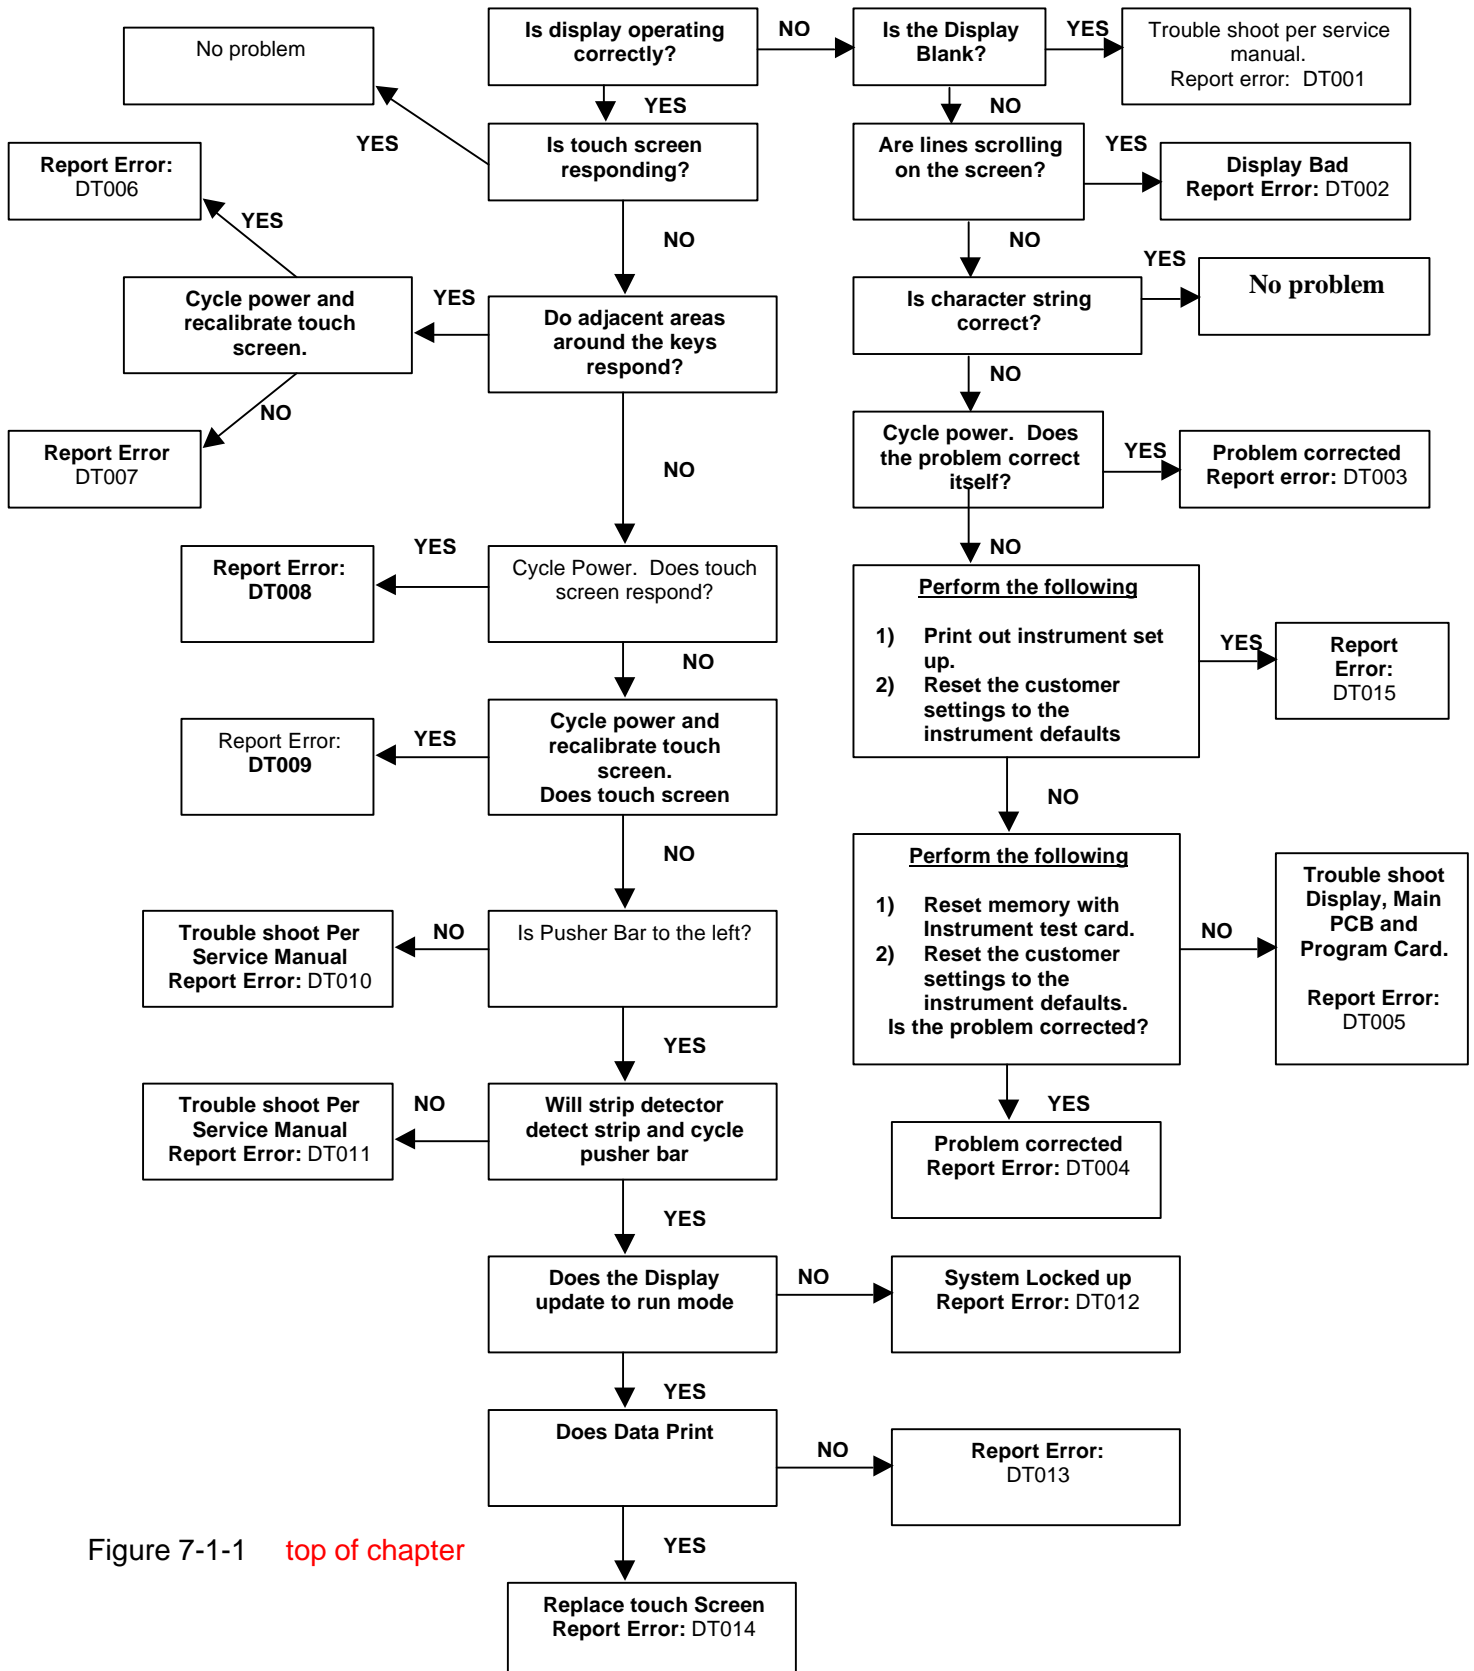 Is display operating
correctly?
NO
Is the Display
Blank?
YES
Trouble shoot per service
manual.
Report error: DT001
No problem
YES
NO
YES
Is touch screen
responding?
Are lines scrolling
on the screen?
YES
Display Bad
Report Error: DT002
Report Error:
DT006
YES
NO
NO
Cycle power and
recalibrate touch
screen.
YES
Do adjacent areas
around the keys
respond?
Is character string
correct?
YES
No problem
NO
NO
Report Error
DT007
NO
Cycle power. Does
the problem correct
itself?
YES
Problem corrected
Report error: DT003
NO
Report Error:
DT008
YES
Cycle Power. Does touch
screen respond?
Perform the following
1) Print out instrument set
up.
2) Reset the customer
settings to the
instrument defaults
YES
Report
Error:
DT015
NO
Report Error:
DT009
YES
Cycle power and
recalibrate touch
screen.
Does touch screen
NO
NO
Perform the following
1) Reset memory with
Instrument test card.
2) Reset the customer
settings to the
instrument defaults.
Is the problem corrected?
NO
Trouble shoot
Display, Main
PCB and
Program Card.
Report Error:
DT005
Trouble shoot Per
Service Manual
Report Error: DT010
NO
Is Pusher Bar to the left?
YES
YES
Trouble shoot Per
Service Manual
Report Error: DT011
NO
Will strip detector
detect strip and cycle
pusher bar
Problem corrected
Report Error: DT004
YES
Does the Display
update to run mode
NO
System Locked up
Report Error: DT012
YES
Does Data Print
NO
Report Error:
DT013
YES
Figure 7-1-1 top of chapter
Replace touch Screen
Report Error: DT014